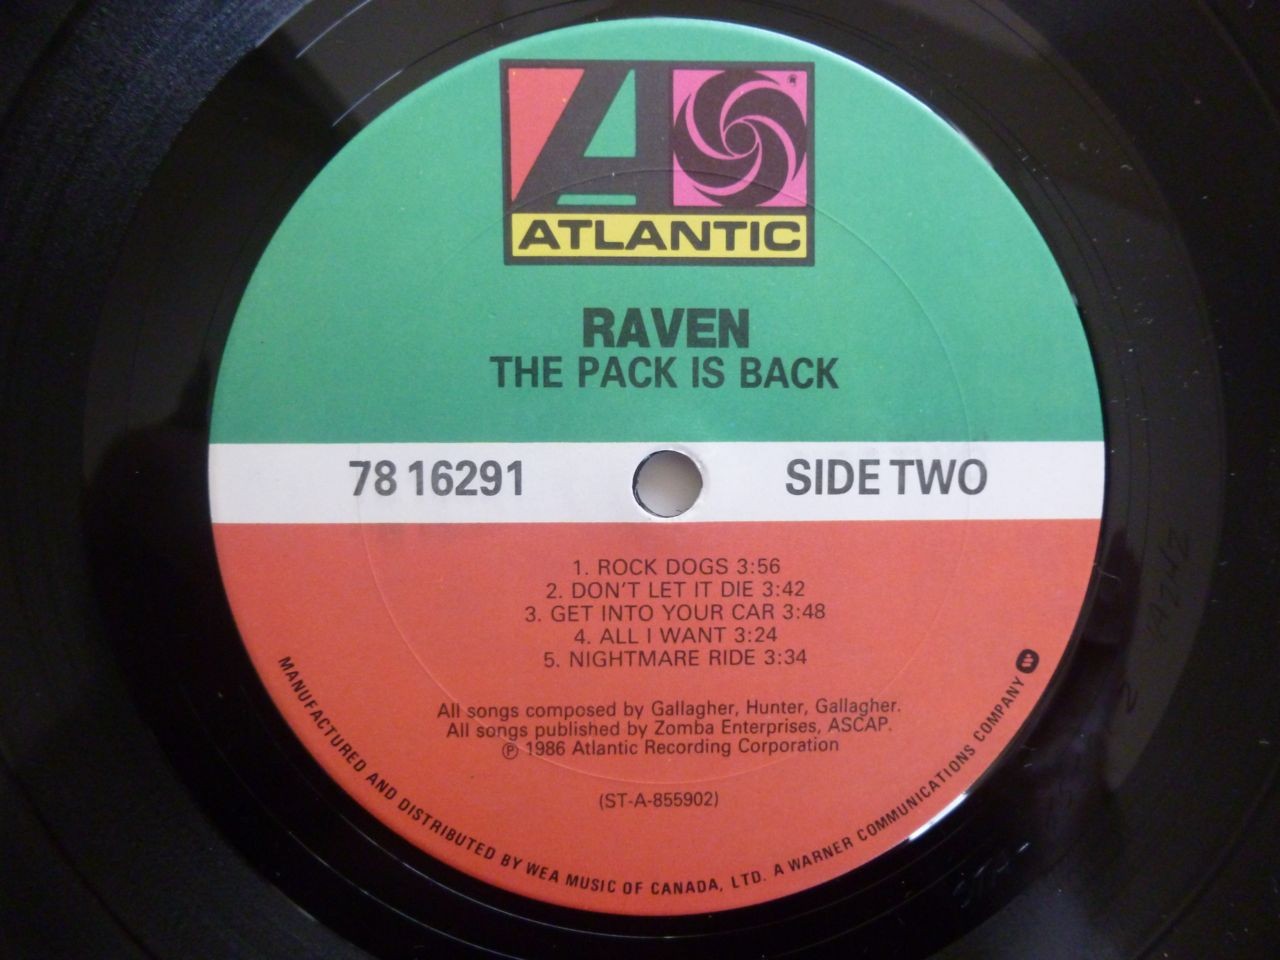 ATLANTIC
RAVEN
THE PACK IS BACK
78 16291
SIDE TWO
1. ROCK DOGS 3:56
2. DON'T LET IT DIE 3:42
3. GET INTO YOUR CAR 3:48
4. ALL I WANT 3:24
5. NIGHTMARE RIDE 3:34
All songs composed by Gallagher, Hunter, Gallagher.
All songs published by Zomba Enterprises, ASCAP.
℗ 1986 Atlantic Recording Corporation
(ST-A-855902)
MANUFACTURED AND DISTRIBUTED BY WEA MUSIC OF CANADA, LTD. A WARNER COMMUNICATIONS COMPANY